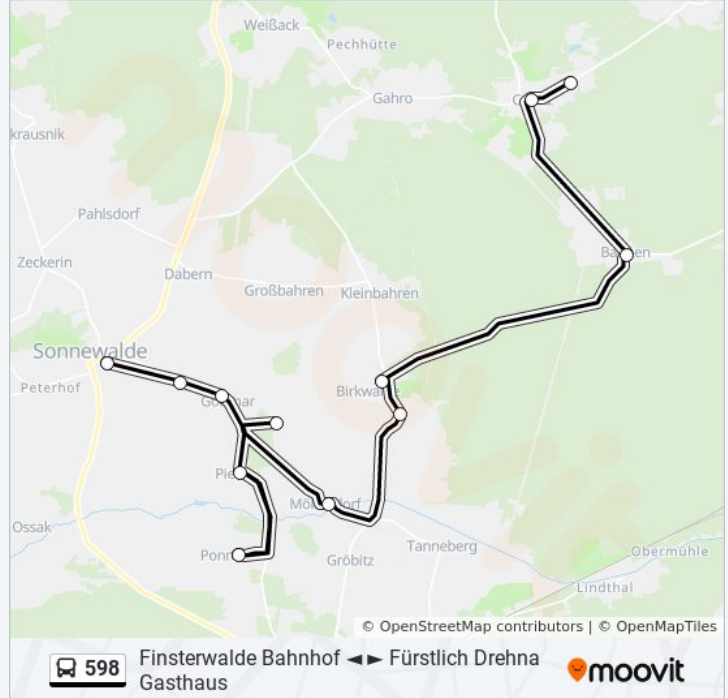 Weißack
Pechhütte
Gahro
krausnik
Pahlsdorf
Zeckerin
Dabern
Großbahren
Kleinbahren
Sonnewalde
Peterhof
Ossak
Gröbitz
Tanneberg
Obermühle
Lindthal
© OpenStreetMap contributors | © OpenMapTiles
598
Finsterwalde Bahnhof ◄► Fürstlich Drehna
Gasthaus
moovit